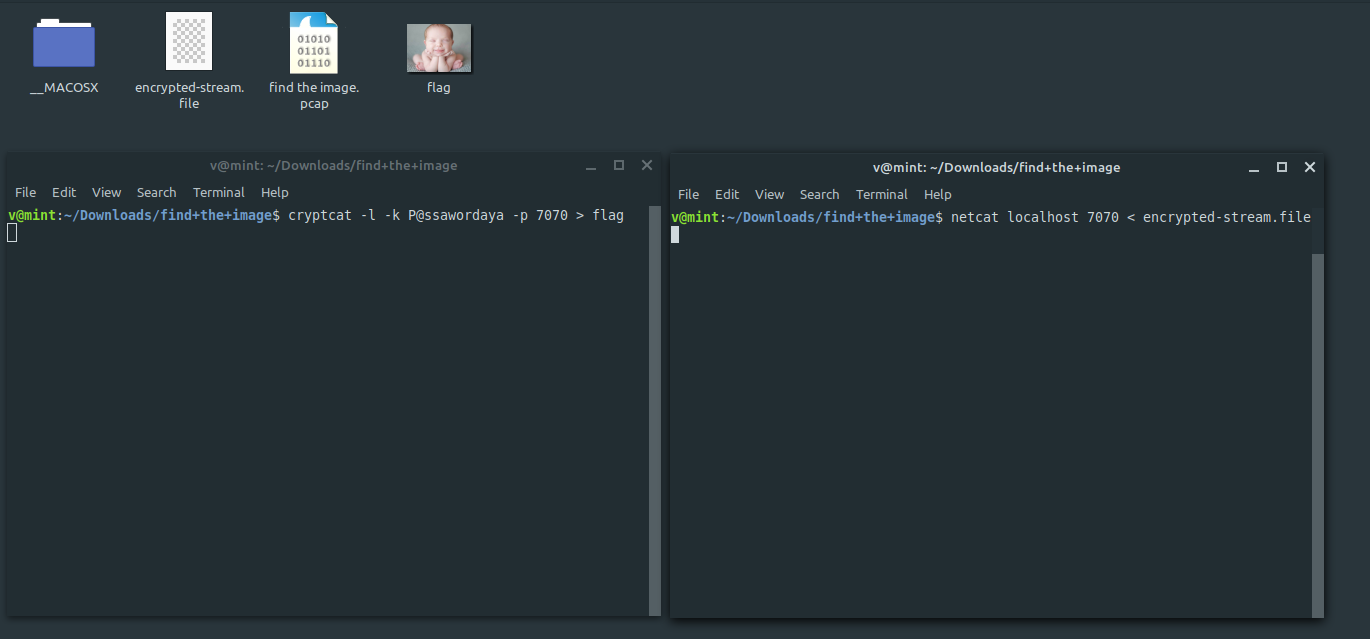 __MACOSX
encrypted-stream.
file
find the image.
pcap
flag
01010
01101
01110
v@mint: ~/Downloads/find+the+image
File Edit View Search Terminal Help
v@mint:~/Downloads/find+the+image$ cryptcat -l -k P@ssawordaya -p 7070 > flag
v@mint: ~/Downloads/find+the+image
File Edit View Search Terminal Help
v@mint:~/Downloads/find+the+image$ netcat localhost 7070 < encrypted-stream.file